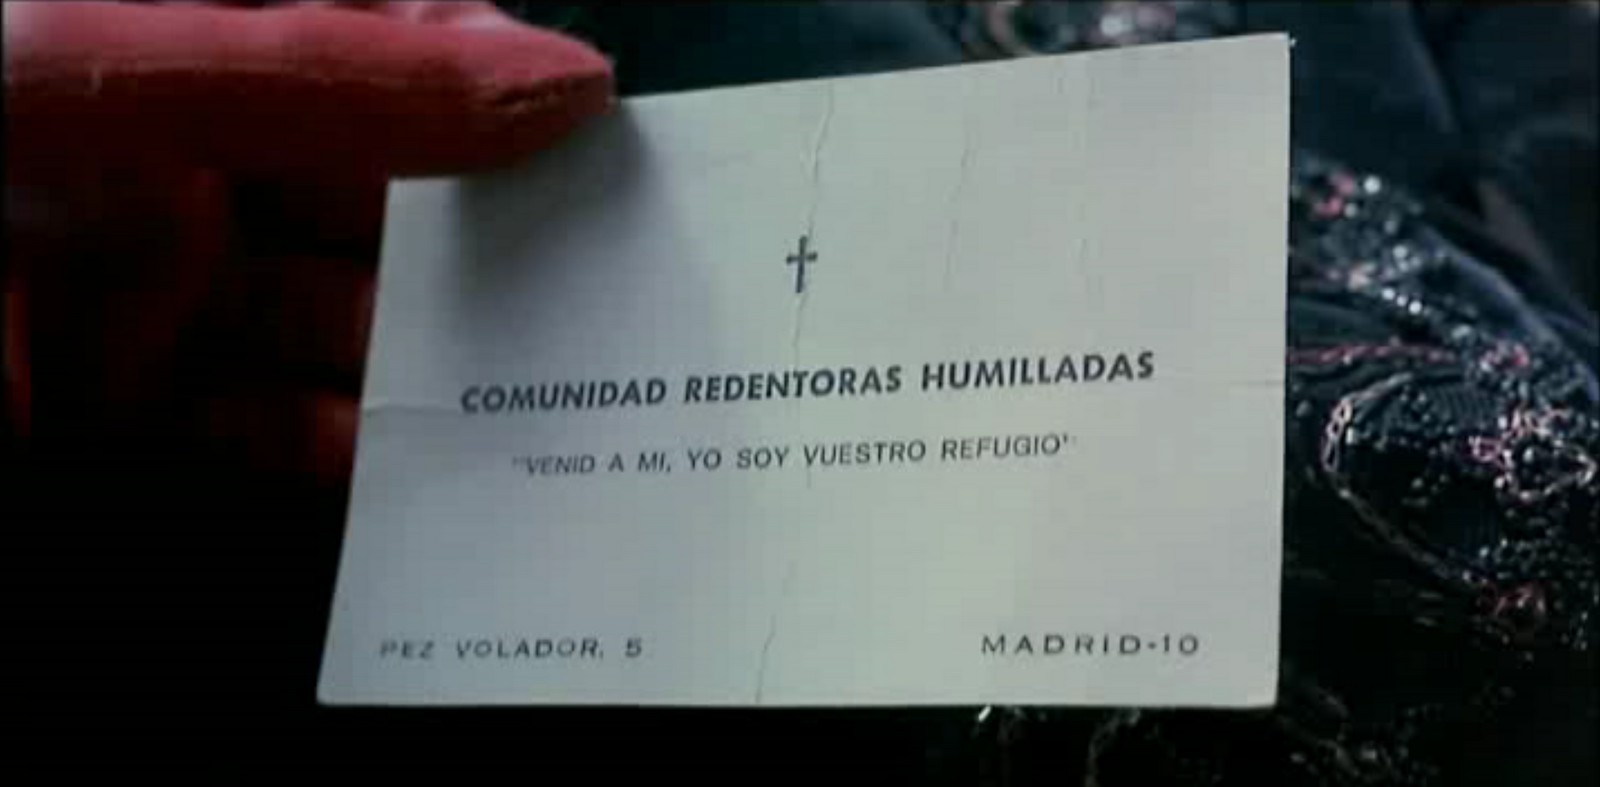 COMUNIDAD REDENTORAS HUMILLADAS
"VENID A MI, YO SOY VUESTRO REFUGIO"
PEZ VOLADOR, 5
MADRID-10